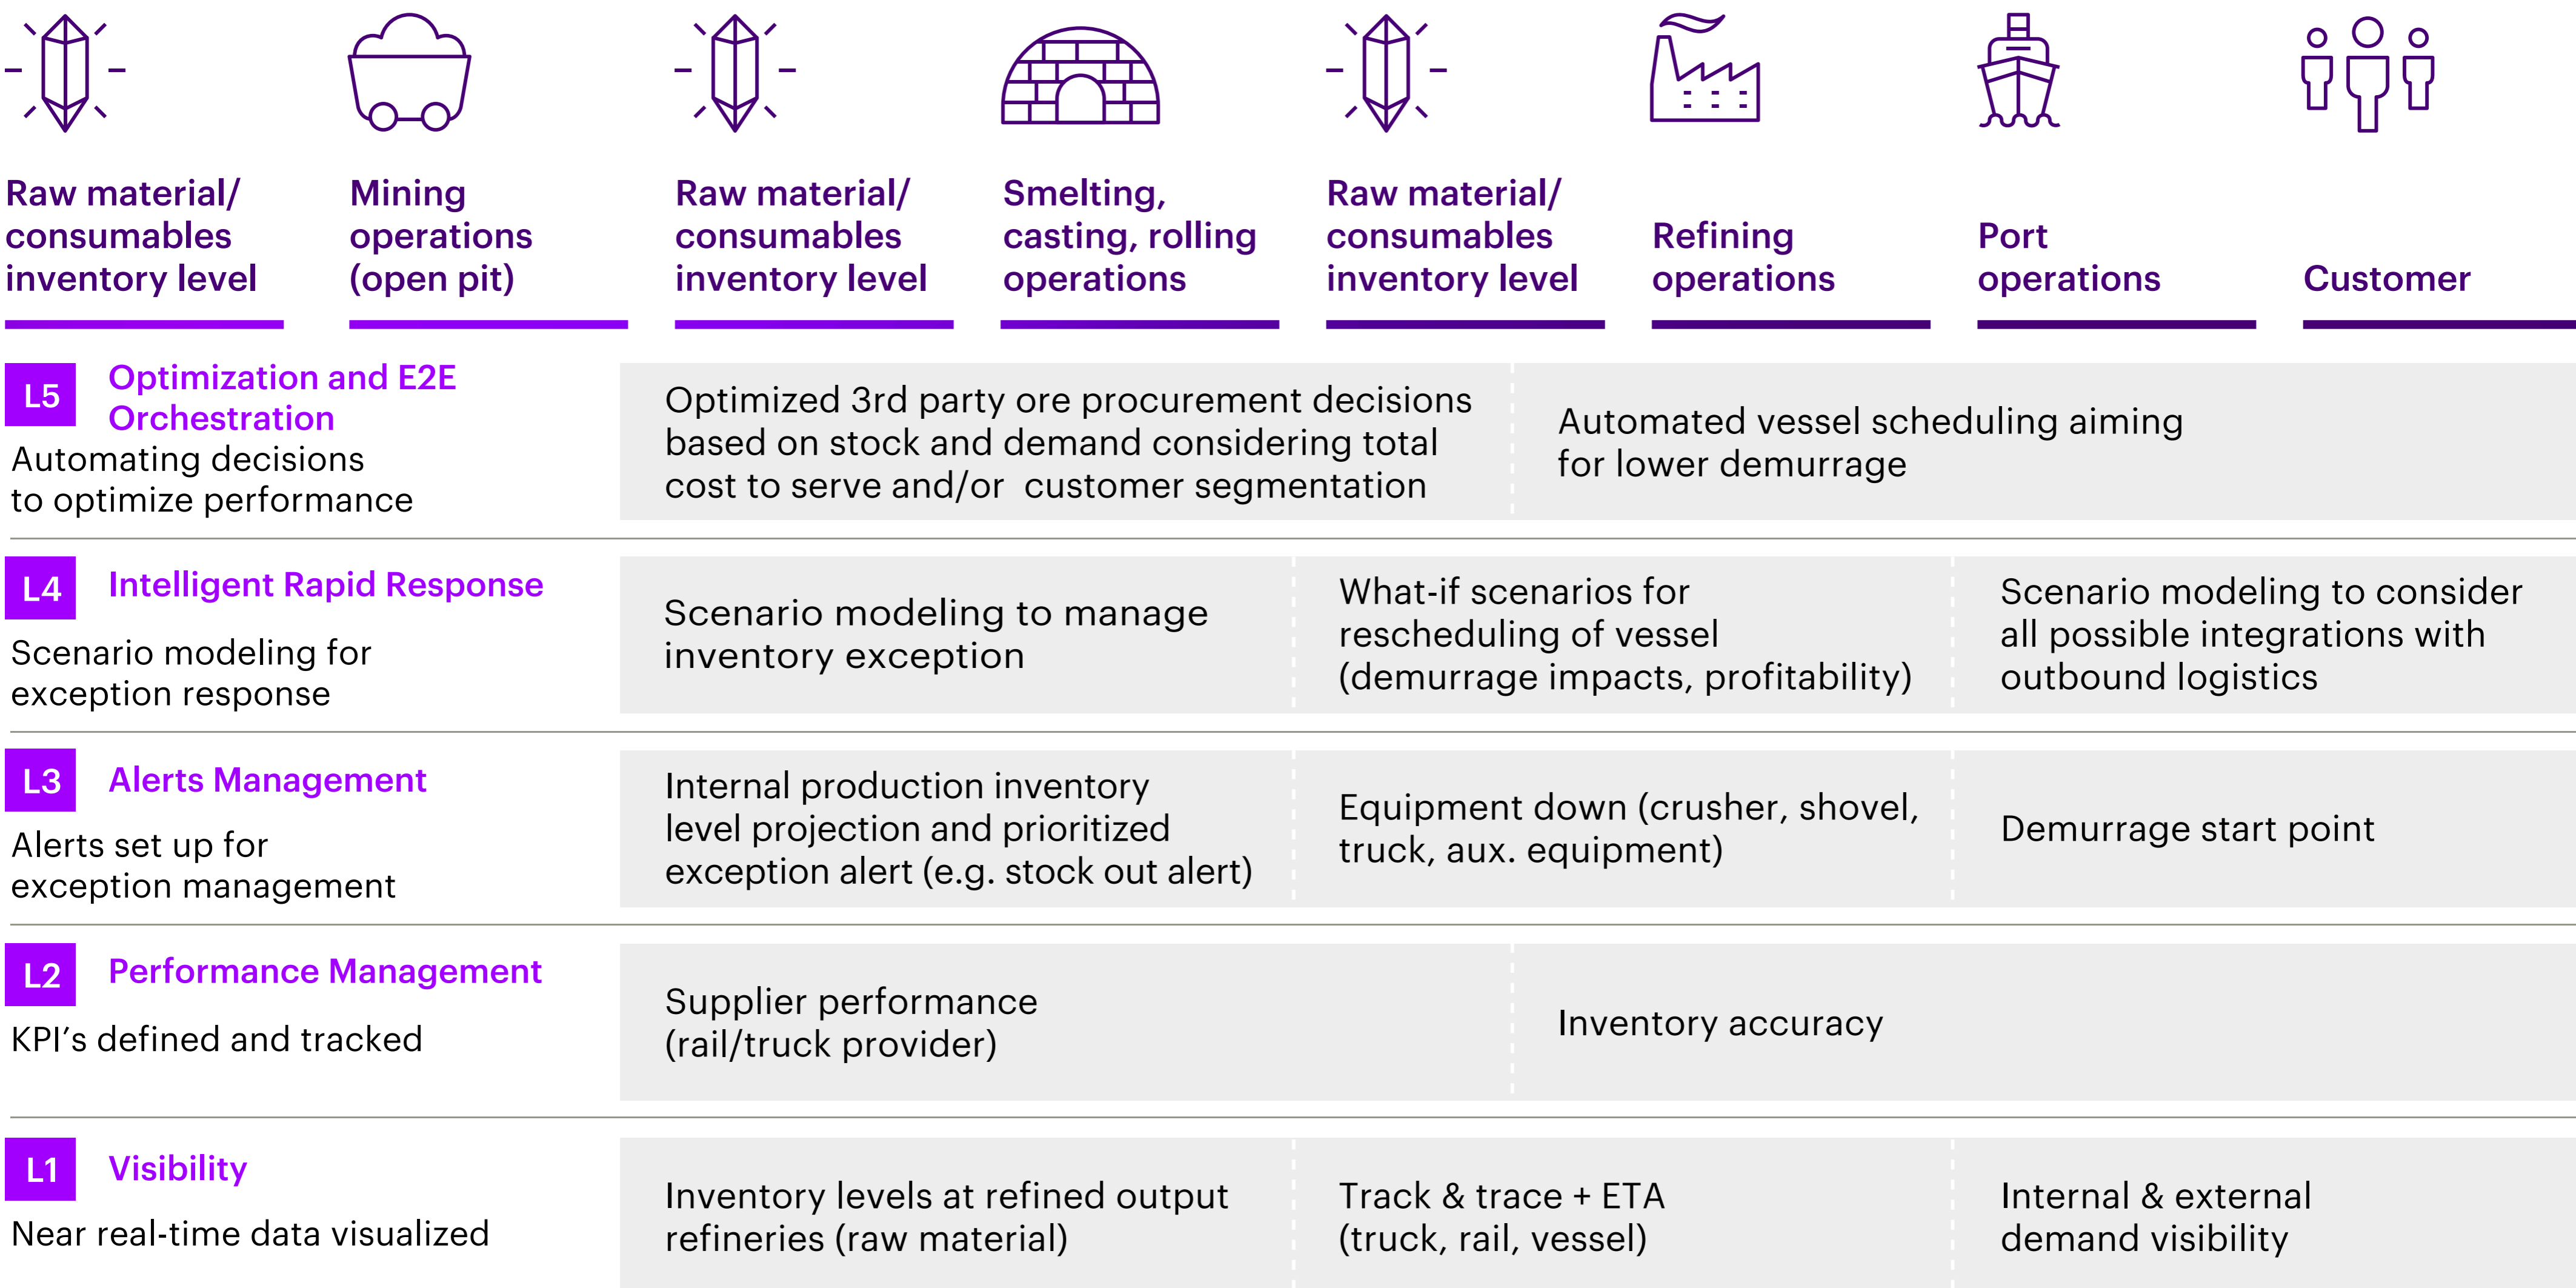 Raw material/
consumables
inventory level
Mining
operations
(open pit)
Raw material/
consumables
inventory level
Smelting,
casting, rolling
operations
Raw material/
consumables
inventory level
Refining
operations
Port
operations
Customer
L5
Optimization and E2E
Orchestration
Automating decisions
to optimize performance
Optimized 3rd party ore procurement decisions
based on stock and demand considering total
cost to serve and/or customer segmentation
Automated vessel scheduling aiming
for lower demurrage
L4
Intelligent Rapid Response
Scenario modeling for
exception response
Scenario modeling to manage
inventory exception
What-if scenarios for
rescheduling of vessel
(demurrage impacts, profitability)
Scenario modeling to consider
all possible integrations with
outbound logistics
L3
Alerts Management
Alerts set up for
exception management
Internal production inventory
level projection and prioritized
exception alert (e.g. stock out alert)
Equipment down (crusher, shovel,
truck, aux. equipment)
Demurrage start point
L2
Performance Management
KPI’s defined and tracked
Supplier performance
(rail/truck provider)
Inventory accuracy
L1
Visibility
Near real-time data visualized
Inventory levels at refined output
refineries (raw material)
Track & trace + ETA
(truck, rail, vessel)
Internal & external
demand visibility